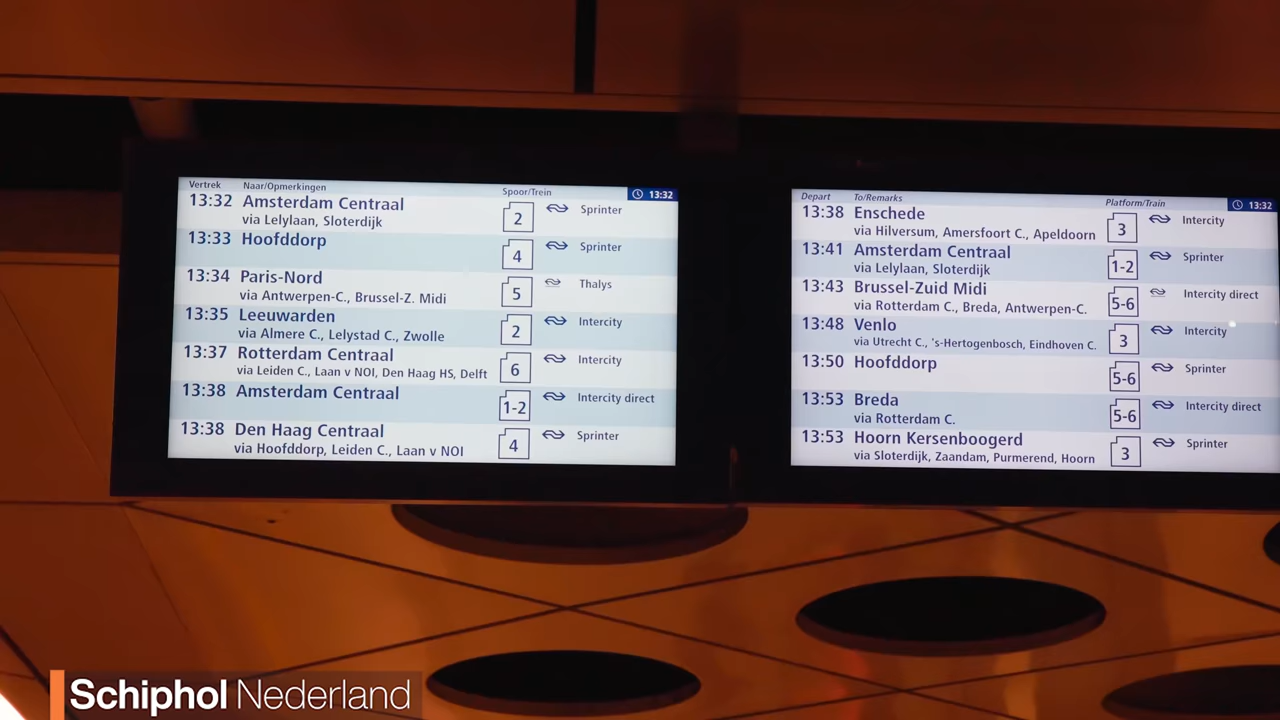 Vertrek Naar/Opmerkingen Spoor/Trein 13:32
13:32 Amsterdam Centraal 2 Sprinter
via Lelylaan, Sloterdijk
13:33 Hoofddorp 4 Sprinter
13:34 Paris-Nord 5 Thalys
via Antwerpen-C., Brussel-Z. Midi
13:35 Leeuwarden 2 Intercity
via Almere C., Lelystad C., Zwolle
13:37 Rotterdam Centraal 6 Intercity
via Leiden C., Laan v NOI, Den Haag HS, Delft
13:38 Amsterdam Centraal 1-2 Intercity direct
13:38 Den Haag Centraal 4 Sprinter
via Hoofddorp, Leiden C., Laan v NOI
Depart To/Remarks Platform/Train 13:32
13:38 Enschede 3 Intercity
via Hilversum, Amersfoort C., Apeldoorn
13:41 Amsterdam Centraal 1-2 Sprinter
via Lelylaan, Sloterdijk
13:43 Brussel-Zuid Midi 5-6 Intercity direct
via Rotterdam C., Breda, Antwerpen-C.
13:48 Venlo 3 Intercity
via Utrecht C., 's-Hertogenbosch, Eindhoven C.
13:50 Hoofddorp 5-6 Sprinter
13:53 Breda 5-6 Intercity direct
via Rotterdam C.
13:53 Hoorn Kersenboogerd 3 Sprinter
via Sloterdijk, Zaandam, Purmerend, Hoorn
Schiphol Nederland